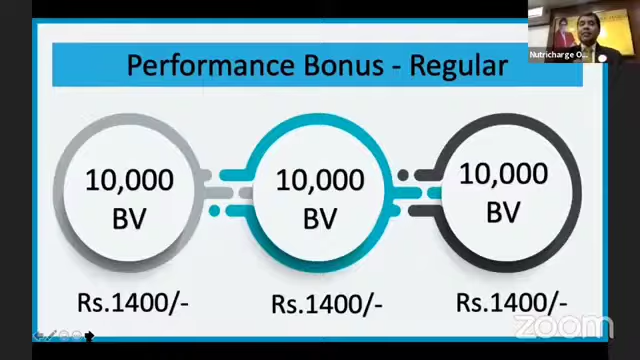 Performance Bonus - Regular
10,000
BV
10,000
BV
10,000
BV
Rs.1400/-
Rs.1400/-
Rs.1400/-
Nutricharge O...
zoom